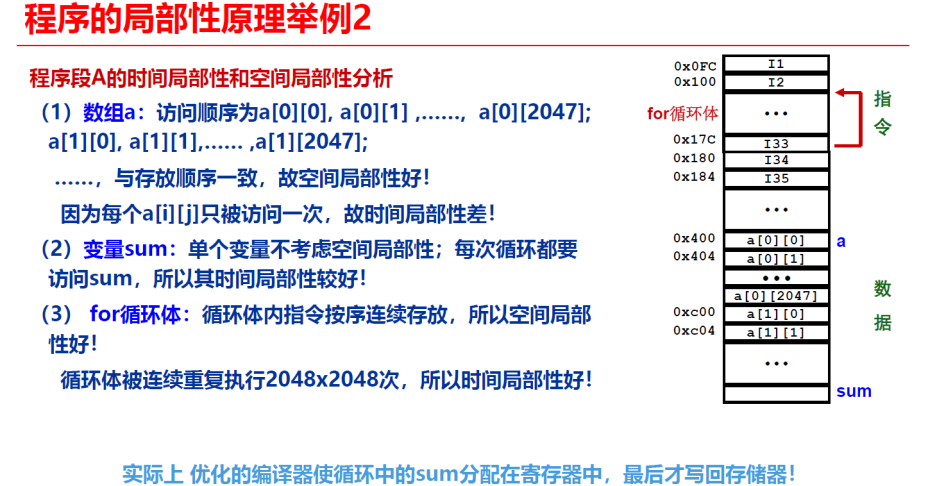 程序的局部性原理举例2
程序段A的时间局部性和空间局部性分析
（1）数组a：访问顺序为a[0][0], a[0][1] ,……, a[0][2047];
a[1][0], a[1][1],…… ,a[1][2047];
……，与存放顺序一致，故空间局部性好！
因为每个a[i][j]只被访问一次，故时间局部性差！
（2）变量sum：单个变量不考虑空间局部性；每次循环都要
访问sum，所以其时间局部性较好！
（3） for循环体：循环体内指令按序连续存放，所以空间局部
性好！
循环体被连续重复执行2048x2048次，所以时间局部性好！
0x0FC I1
0x100 I2
for循环体 ...
0x17C I33
0x180 I34
0x184 I35
...
指
令
0x400 a[0][0] a
0x404 a[0][1]
...
a[0][2047]
0xc00 a[1][0]
0xc04 a[1][1]
...
数
据
sum
实际上 优化的编译器使循环中的sum分配在寄存器中，最后才写回存储器！